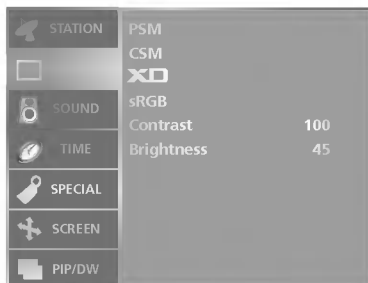 STATION
SOUND
TIME
SPECIAL
SCREEN
PIP/DW
PSM
CSM
XD
sRGB
Contrast 100
Brightness 45